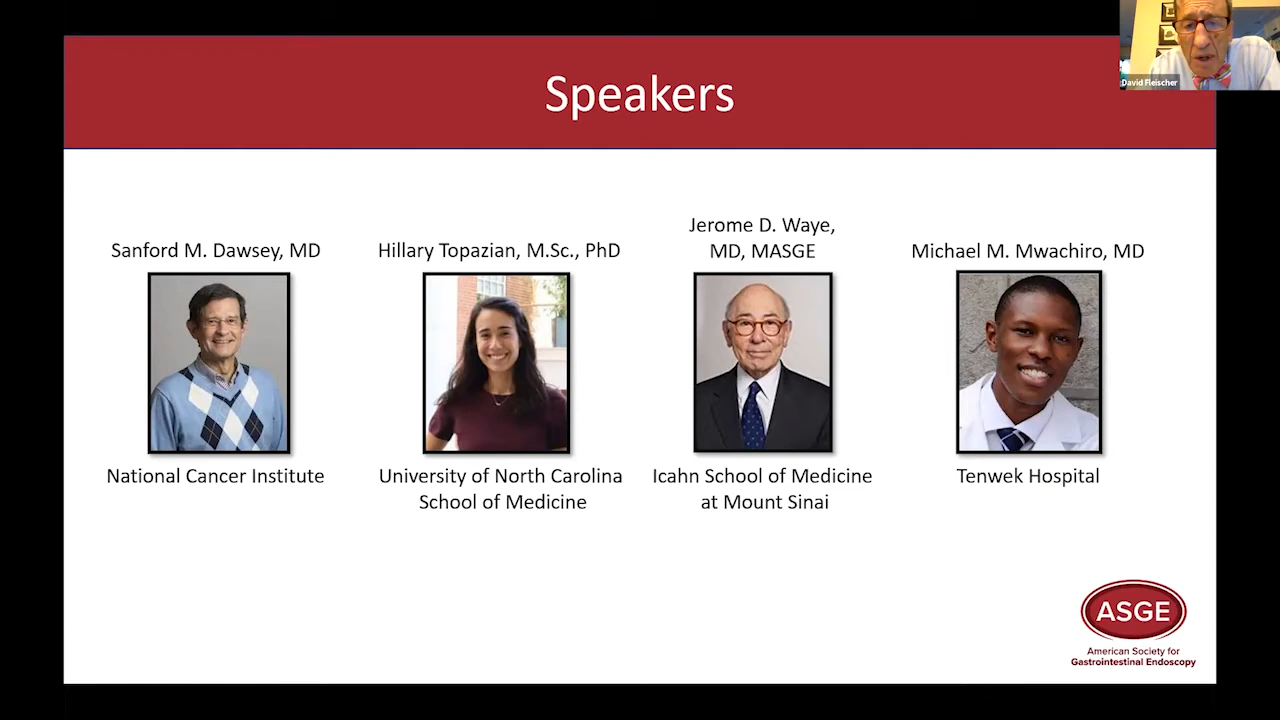 David Fleischer
Speakers
Sanford M. Dawsey, MD
Hillary Topazian, M.Sc., PhD
Jerome D. Waye,
MD, MASGE
Michael M. Mwachiro, MD
National Cancer Institute
University of North Carolina
School of Medicine
Icahn School of Medicine
at Mount Sinai
Tenwek Hospital
ASGE
American Society for
Gastrointestinal Endoscopy